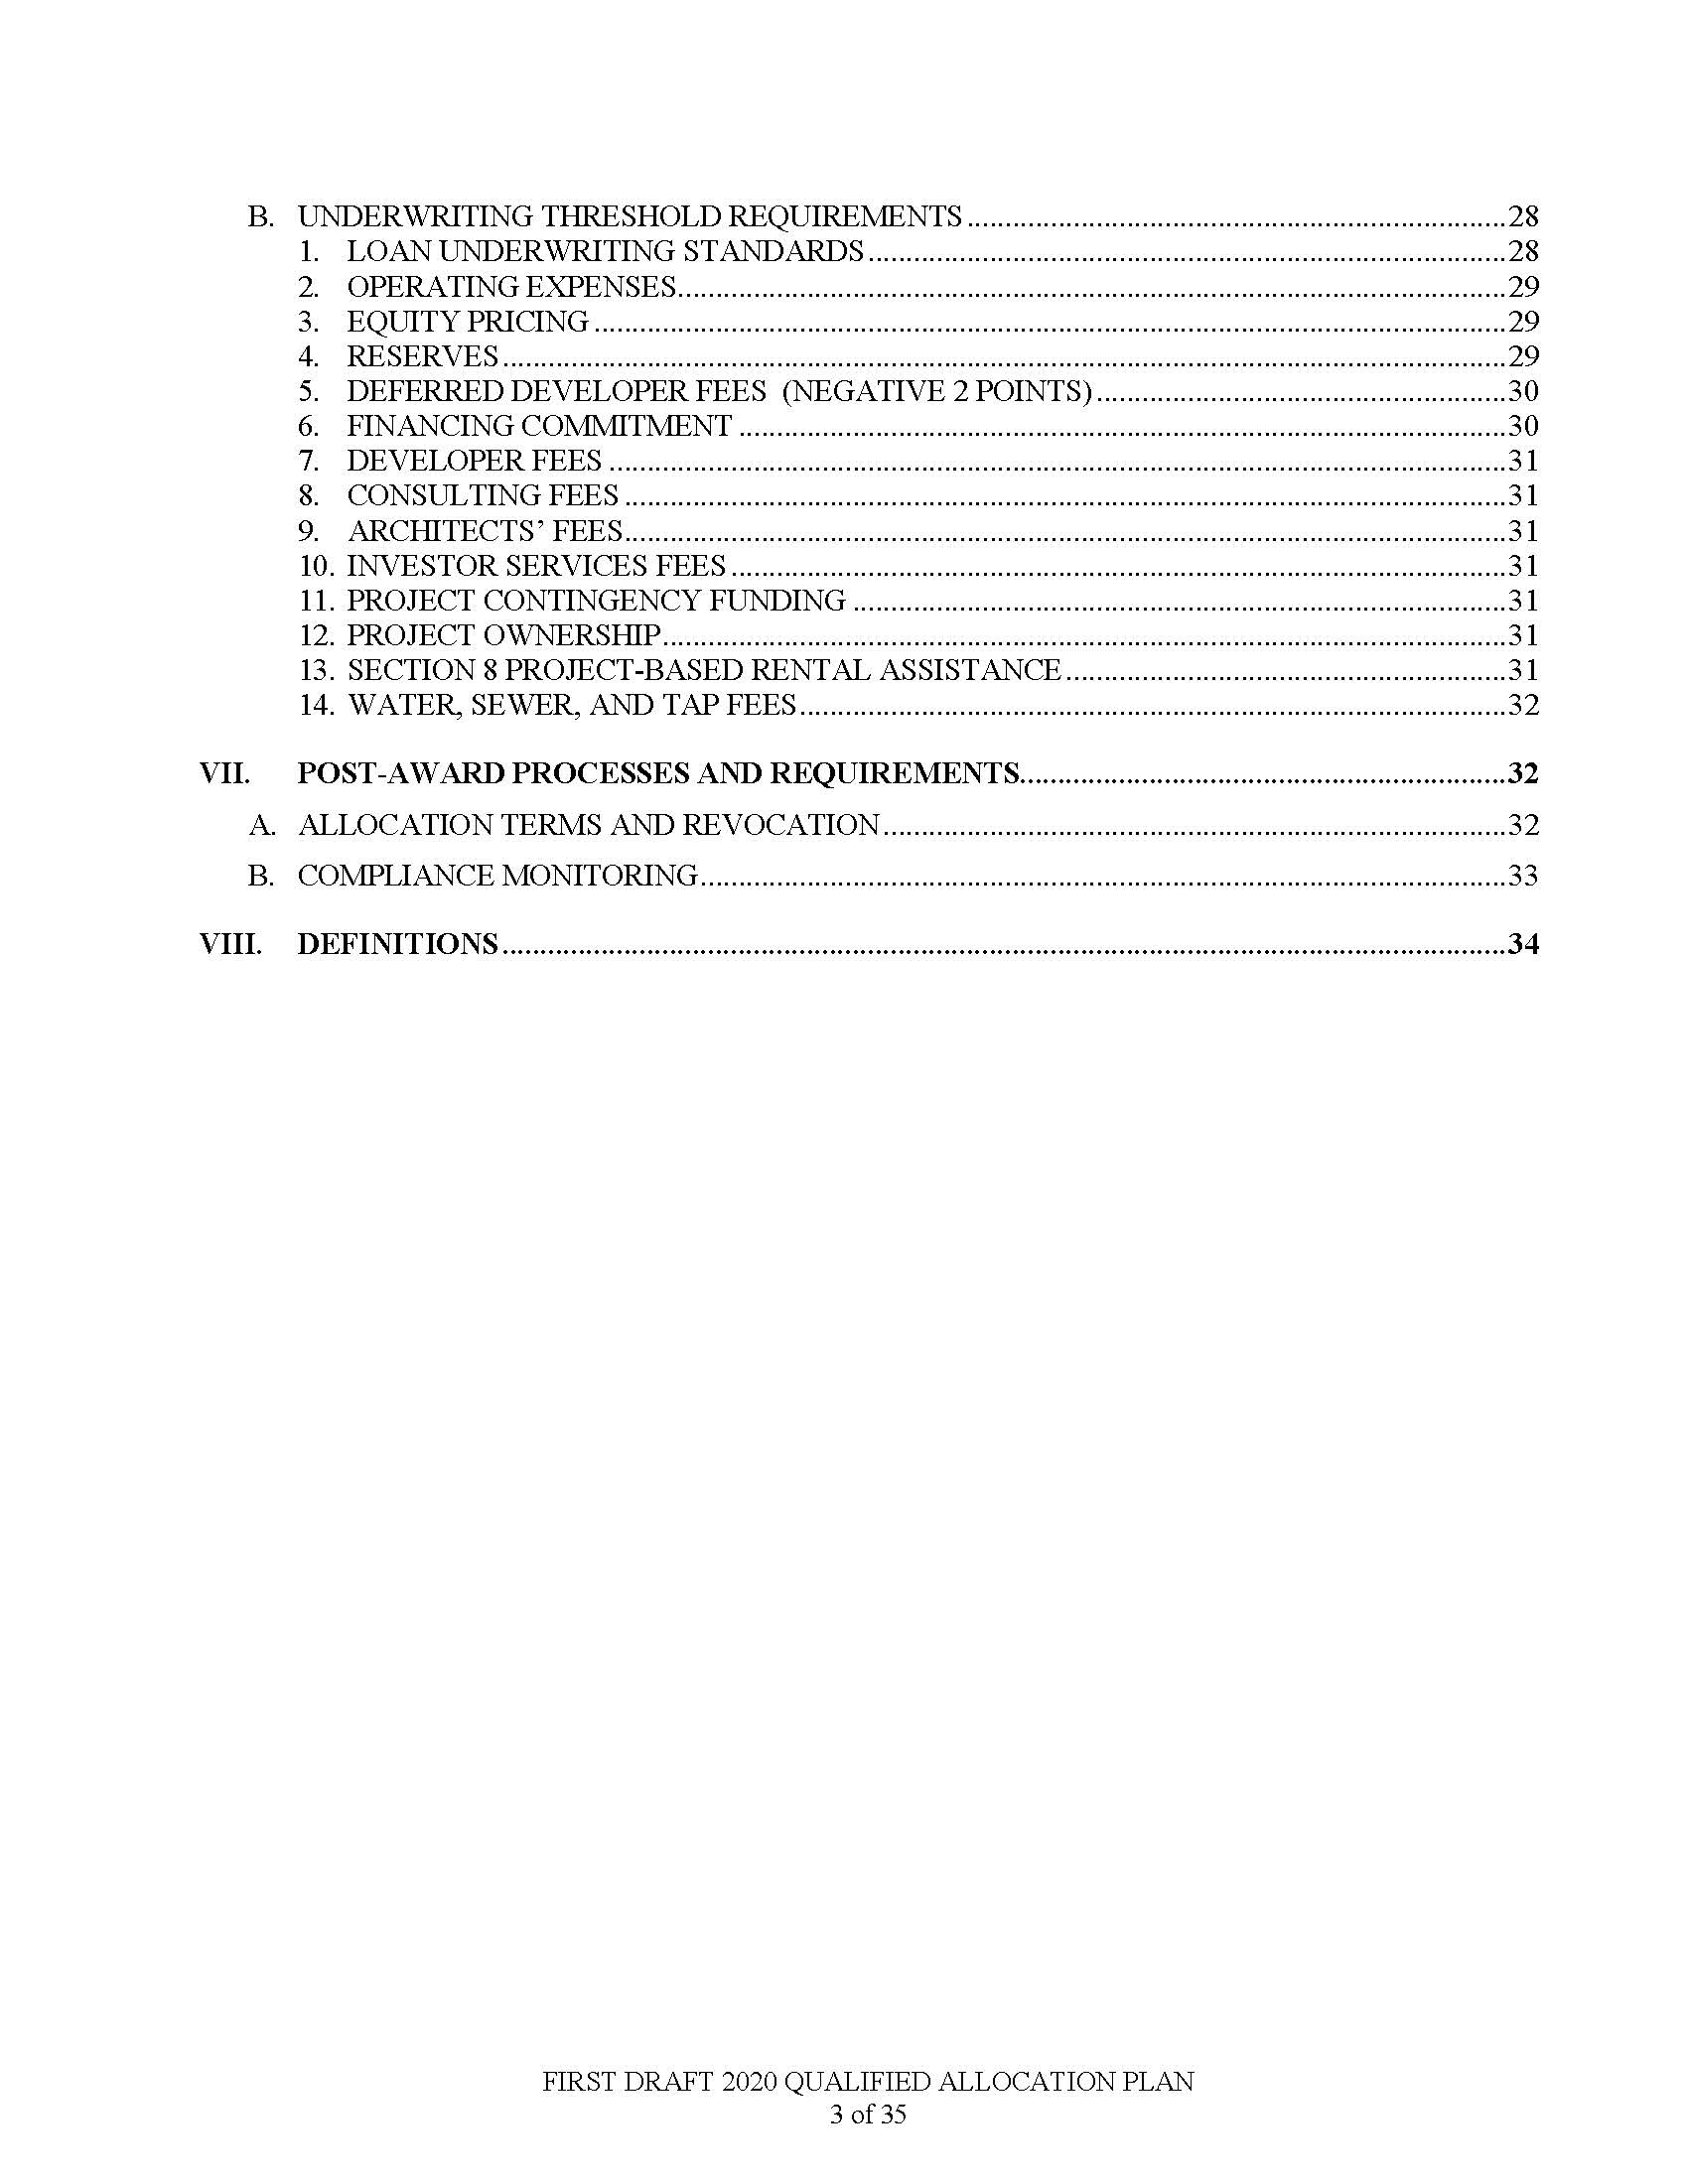 B. UNDERWRITING THRESHOLD REQUIREMENTS ........................................................................28
1. LOAN UNDERWRITING STANDARDS ........................................................................28
2. OPERATING EXPENSES ........................................................................29
3. EQUITY PRICING ........................................................................29
4. RESERVES ........................................................................29
5. DEFERRED DEVELOPER FEES (NEGATIVE 2 POINTS) ........................................................................30
6. FINANCING COMMITMENT ........................................................................30
7. DEVELOPER FEES ........................................................................31
8. CONSULTING FEES ........................................................................31
9. ARCHITECTS’ FEES ........................................................................31
10. INVESTOR SERVICES FEES ........................................................................31
11. PROJECT CONTINGENCY FUNDING ........................................................................31
12. PROJECT OWNERSHIP ........................................................................31
13. SECTION 8 PROJECT-BASED RENTAL ASSISTANCE ........................................................................31
14. WATER, SEWER, AND TAP FEES ........................................................................32
VII. POST-AWARD PROCESSES AND REQUIREMENTS ........................................................................32
A. ALLOCATION TERMS AND REVOCATION ........................................................................32
B. COMPLIANCE MONITORING ........................................................................33
VIII. DEFINITIONS ........................................................................34
FIRST DRAFT 2020 QUALIFIED ALLOCATION PLAN
3 of 35